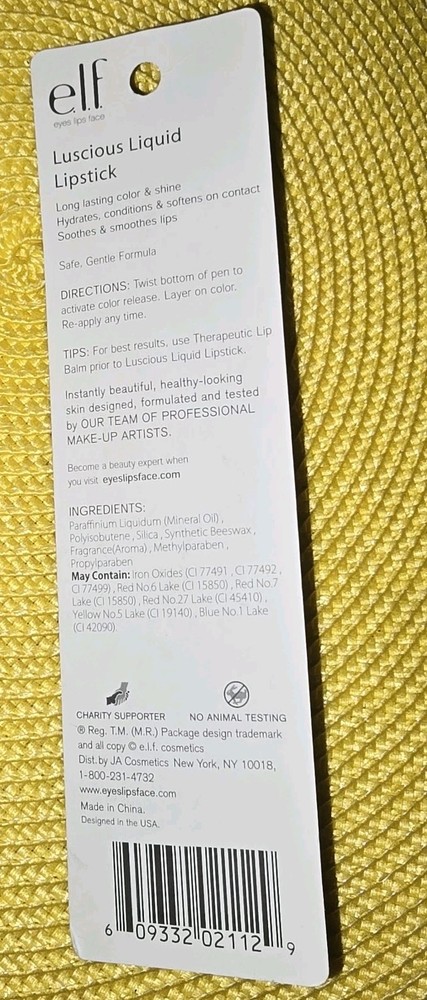 e.l.f.
eyes lips face
Luscious Liquid
Lipstick
Long lasting color & shine
Hydrates, conditions & softens on contact
Soothes & smoothes lips
Safe, Gentle Formula
DIRECTIONS: Twist bottom of pen to
activate color release. Layer on color.
Re-apply any time.
TIPS: For best results, use Therapeutic Lip
Balm prior to Luscious Liquid Lipstick.
Instantly beautiful, healthy-looking
skin designed, formulated and tested
by OUR TEAM OF PROFESSIONAL
MAKE-UP ARTISTS.
Become a beauty expert when
you visit eyeslipsface.com
INGREDIENTS:
Paraffinium Liquidum (Mineral Oil),
Polyisobutene, Silica, Synthetic Beeswax,
Fragrance(Aroma), Methylparaben,
Propylparaben
May Contain: Iron Oxides (CI 77491, CI 77492,
CI 77499), Red No.6 Lake (CI 15850), Red No.7
Lake (CI 15850), Red No.27 Lake (CI 45410),
Yellow No.5 Lake (CI 19140), Blue No.1 Lake
(CI 42090)
CHARITY SUPPORTER NO ANIMAL TESTING
® Reg. T.M. (M.R.) Package design trademark
and all copy © e.l.f. cosmetics
Dist. by JA Cosmetics New York, NY 10018,
1-800-231-4732
www.eyeslipsface.com
Made in China.
Designed in the USA.
6 09332 02112 9